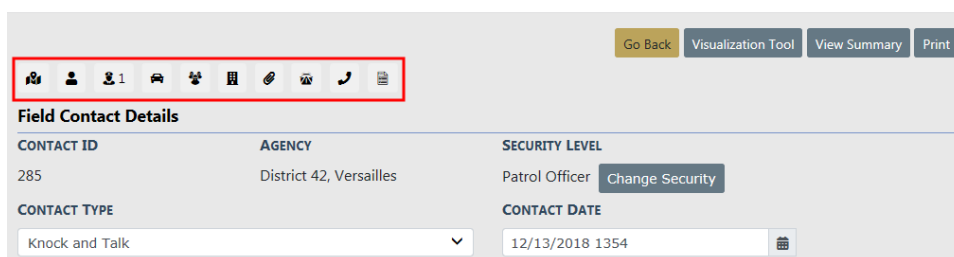 Go Back Visualization Tool View Summary Print
1
Field Contact Details
CONTACT ID AGENCY SECURITY LEVEL
285 District 42, Versailles Patrol Officer Change Security
CONTACT TYPE CONTACT DATE
Knock and Talk 12/13/2018 1354